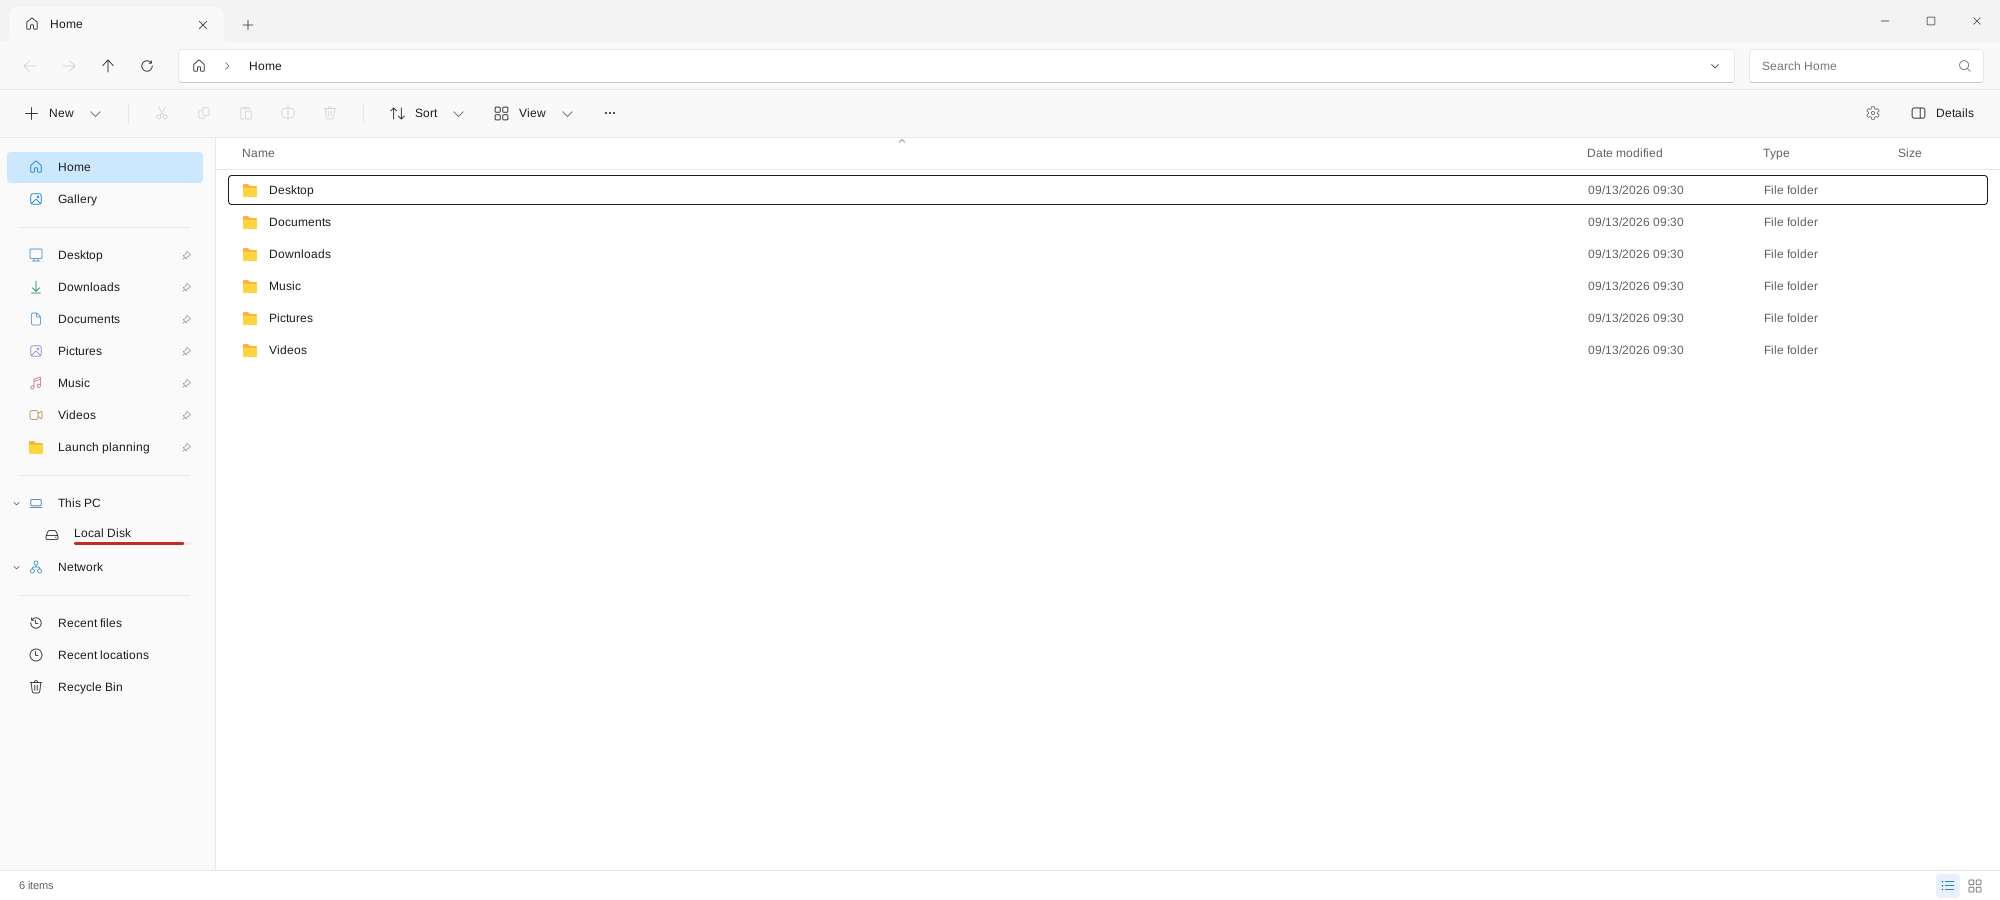 Home
Home
Search Home
New
Sort
View
Details
Name Date modified Type Size
Home
Gallery
Desktop
Downloads
Documents
Pictures
Music
Videos
Launch planning
This PC
Local Disk
Network
Recent files
Recent locations
Recycle Bin
Desktop 09/13/2026 09:30 File folder
Documents 09/13/2026 09:30 File folder
Downloads 09/13/2026 09:30 File folder
Music 09/13/2026 09:30 File folder
Pictures 09/13/2026 09:30 File folder
Videos 09/13/2026 09:30 File folder
6 items